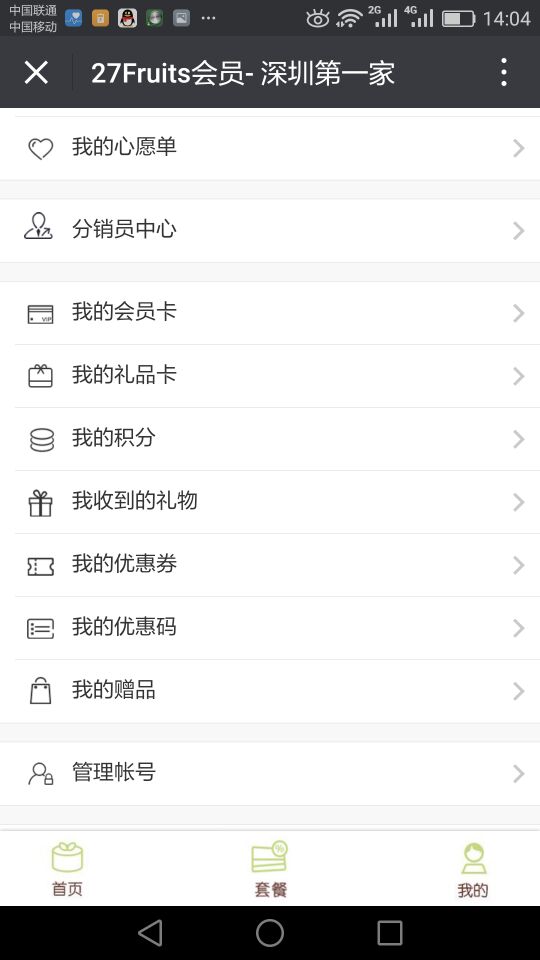 中国联通
中国移动
2G
4G
14:04
27Fruits会员- 深圳第一家
我的心愿单
分销员中心
VIP
我的会员卡
我的礼品卡
我的积分
我收到的礼物
我的优惠券
我的优惠码
我的赠品
管理帐号
%
首页
套餐
我的